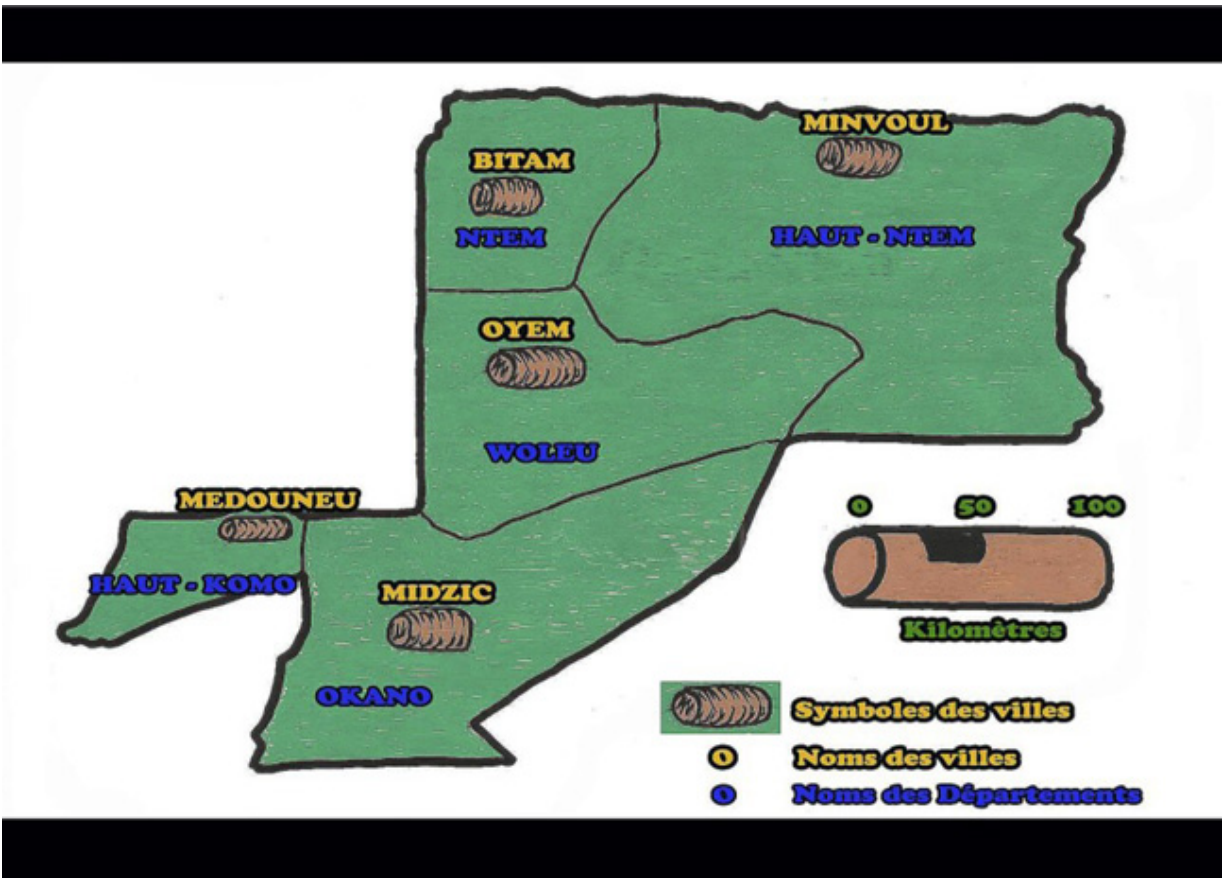 MINVOUL
BITAM
NTEM
HAUT - NTEM
OYEM
WOLEU
MEDOUNEU
HAUT - KOMO
MIDZIC
OKANO
0 50 100
Kilomètres
Symboles des villes
O Noms des villes
O Noms des Départements